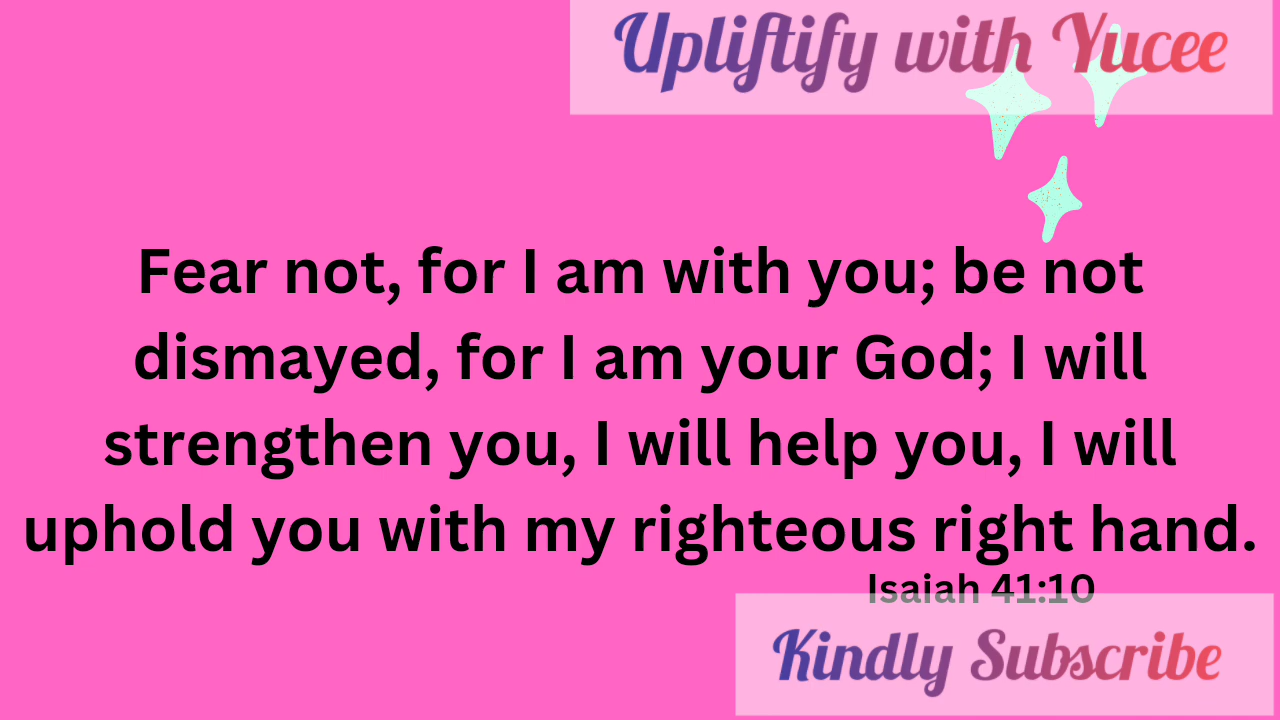 Upliftify with Yucee
Fear not, for I am with you; be not
dismayed, for I am your God; I will
strengthen you, I will help you, I will
uphold you with my righteous right hand.
Isaiah 41:10
Kindly Subscribe